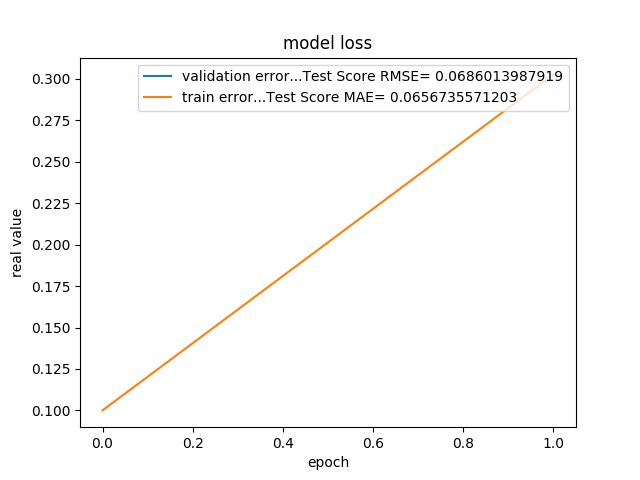 model loss
validation error...Test Score RMSE= 0.0686013987919
train error...Test Score MAE= 0.0656735571203
0.300
0.275
0.250
0.225
0.200
0.175
0.150
0.125
0.100
real value
0.0 0.2 0.4 0.6 0.8 1.0
epoch